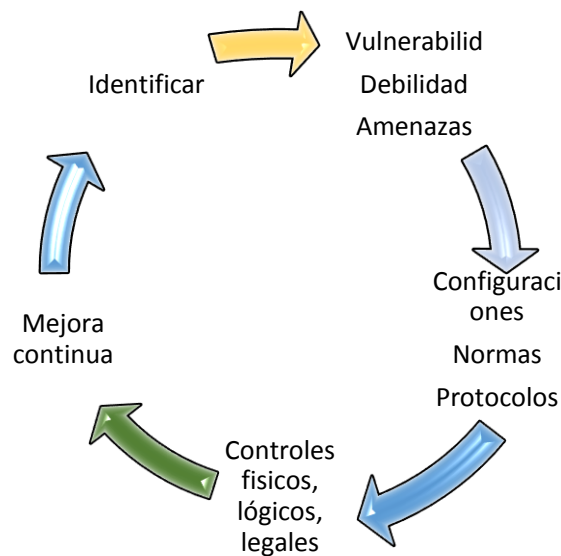 Identificar
Vulnerabilid
Debilidad
Amenazas
Configuraci
ones
Normas
Protocolos
Controles
fisicos,
lógicos,
legales
Mejora
continua